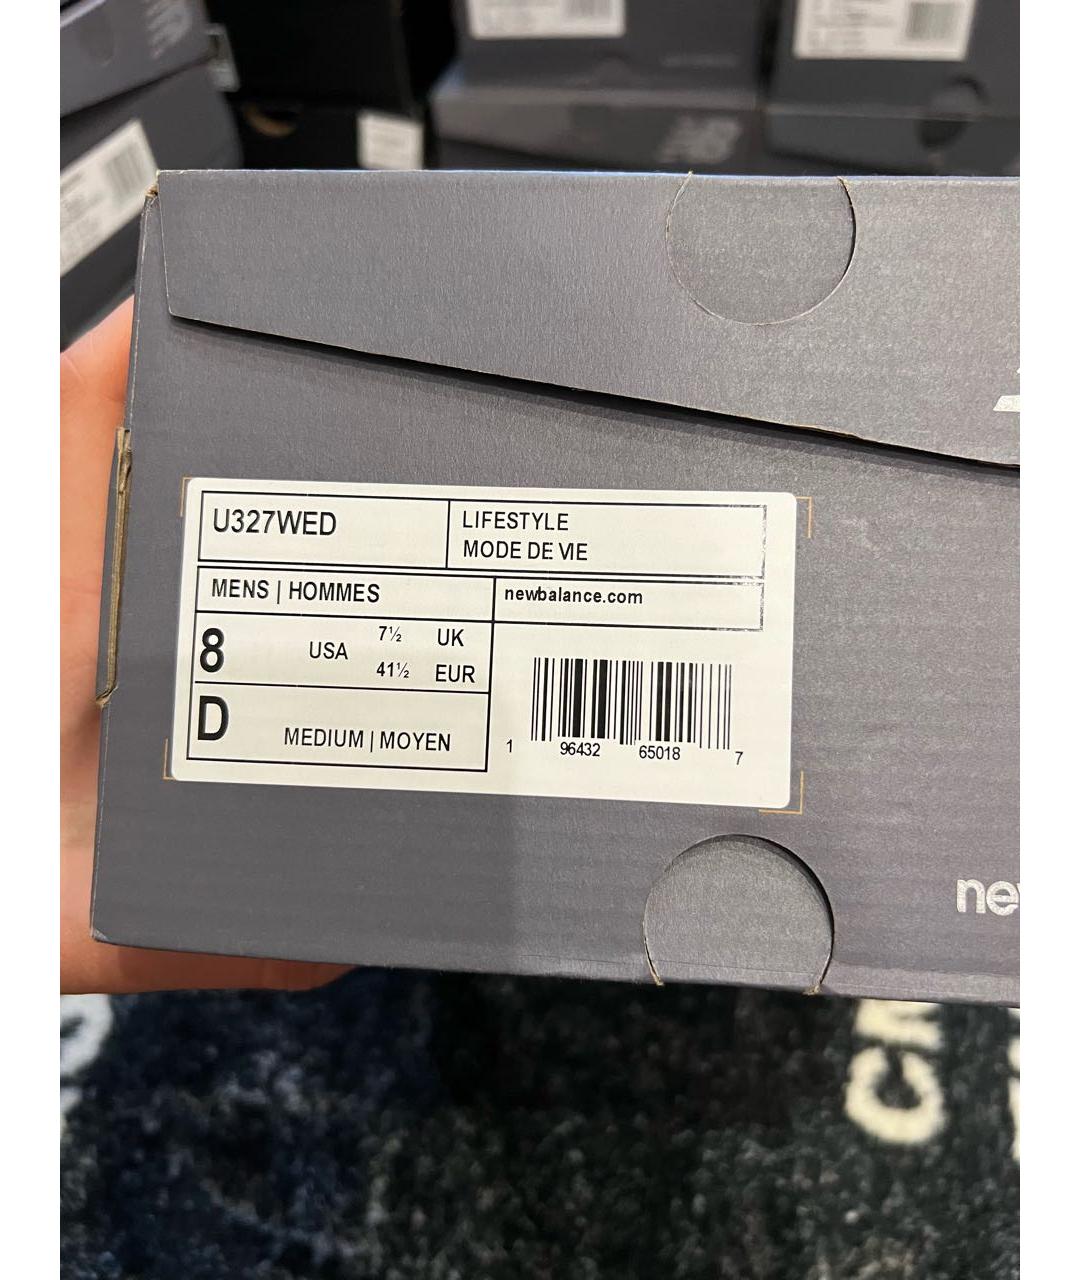 U327WED
LIFESTYLE
MODE DE VIE
MENS | HOMMES
newbalance.com
8 USA 7½ UK
41½ EUR
D MEDIUM | MOYEN
1 96432 65018 7